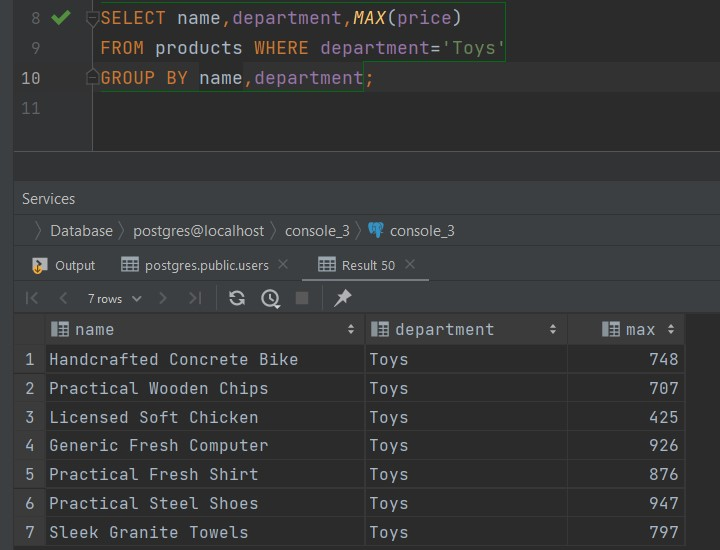 8 SELECT name,department,MAX(price)
9 FROM products WHERE department='Toys'
10 GROUP BY name,department;
11
Services
Database postgres@localhost console_3 console_3
Output postgres.public.users Result 50
7 rows
name department max
1 Handcrafted Concrete Bike Toys 748
2 Practical Wooden Chips Toys 707
3 Licensed Soft Chicken Toys 425
4 Generic Fresh Computer Toys 926
5 Practical Fresh Shirt Toys 876
6 Practical Steel Shoes Toys 947
7 Sleek Granite Towels Toys 797